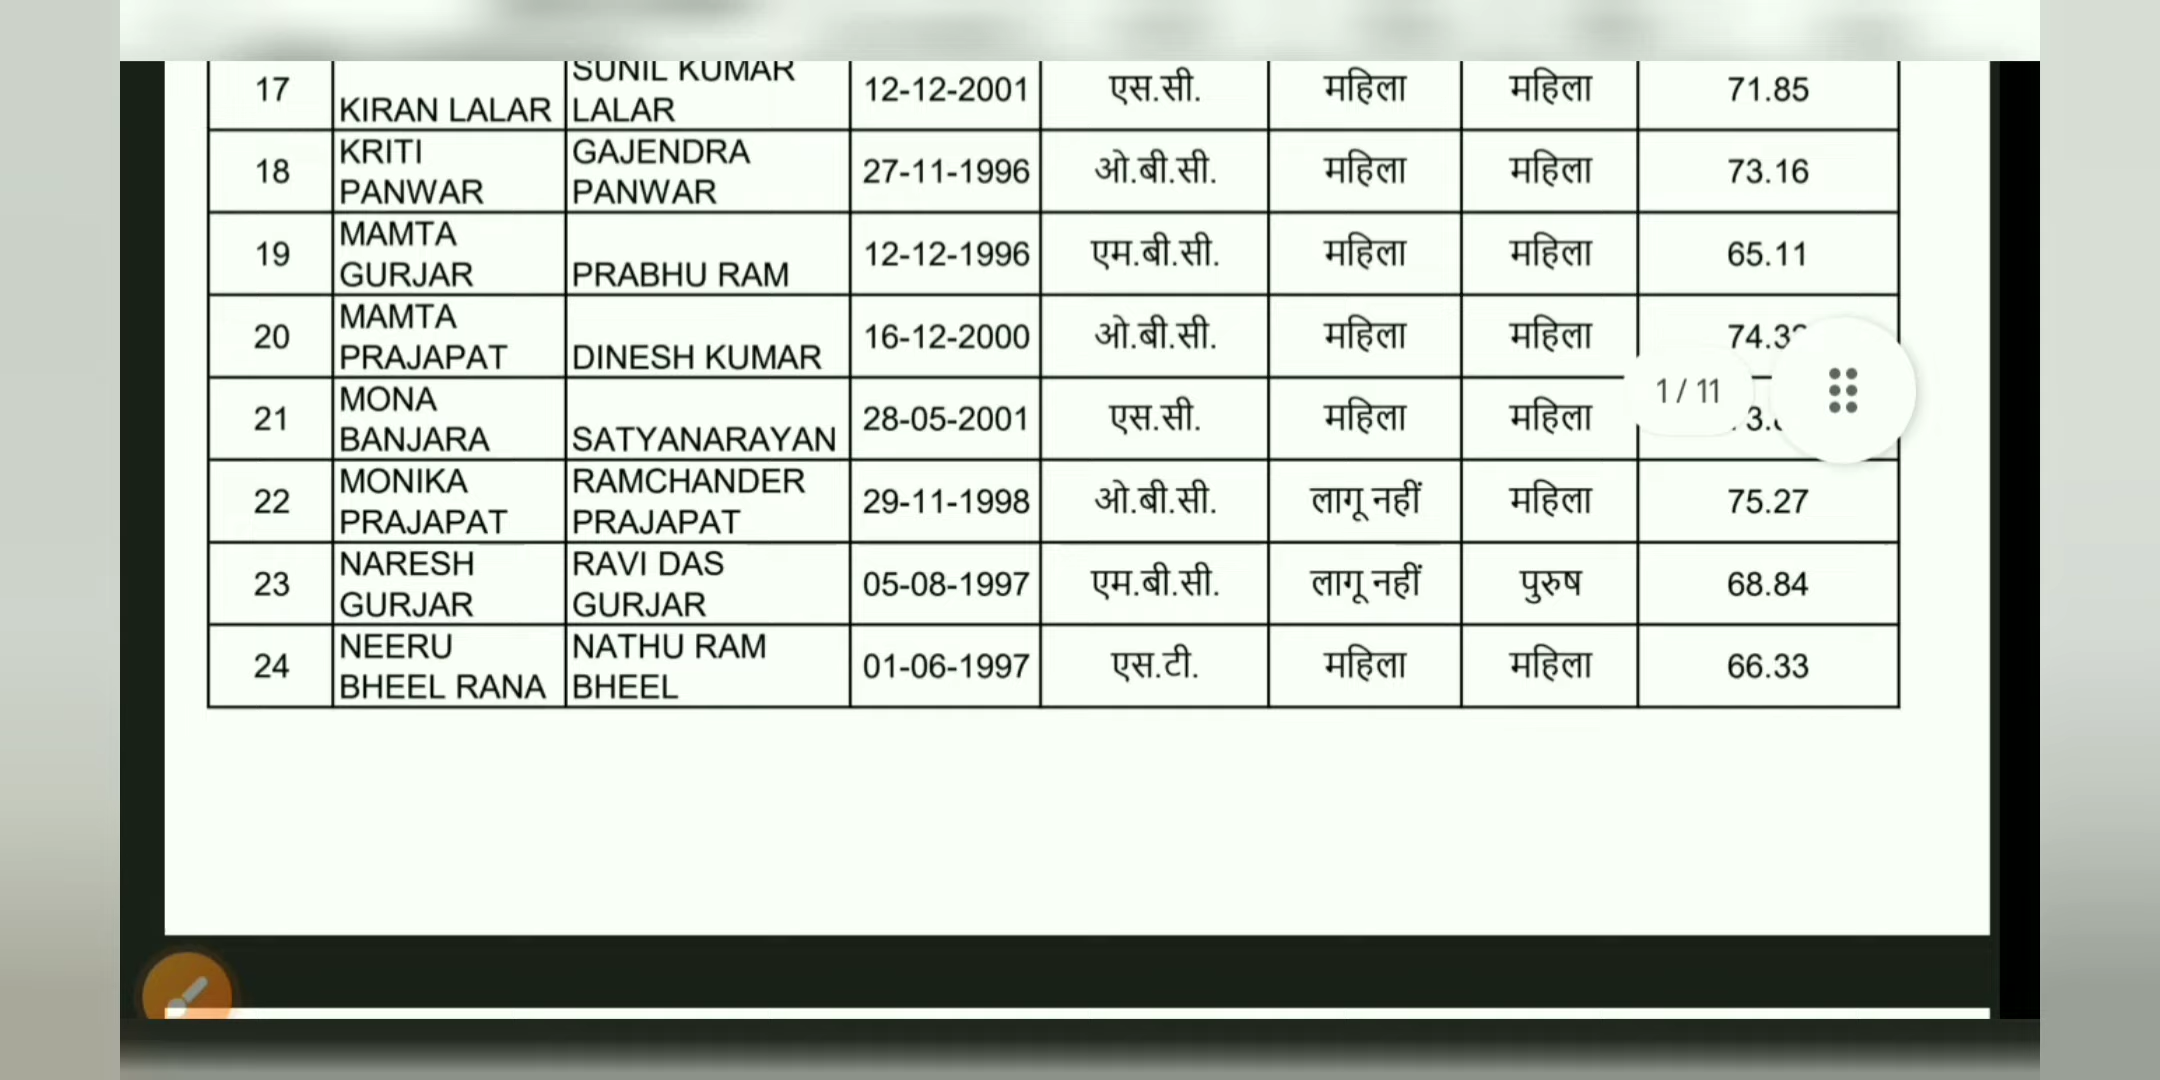 17 KIRAN LALAR SUNIL KUMAR LALAR 12-12-2001 एस.सी. महिला महिला 71.85
18 KRITI PANWAR GAJENDRA PANWAR 27-11-1996 ओ.बी.सी. महिला महिला 73.16
19 MAMTA GURJAR PRABHU RAM 12-12-1996 एम.बी.सी. महिला महिला 65.11
20 MAMTA PRAJAPAT DINESH KUMAR 16-12-2000 ओ.बी.सी. महिला महिला
1 / 11
21 MONA BANJARA SATYANARAYAN 28-05-2001 एस.सी. महिला महिला
22 MONIKA PRAJAPAT RAMCHANDER PRAJAPAT 29-11-1998 ओ.बी.सी. लागू नहीं महिला 75.27
23 NARESH GURJAR RAVI DAS GURJAR 05-08-1997 एम.बी.सी. लागू नहीं पुरुष 68.84
24 NEERU BHEEL RANA NATHU RAM BHEEL 01-06-1997 एस.टी. महिला महिला 66.33